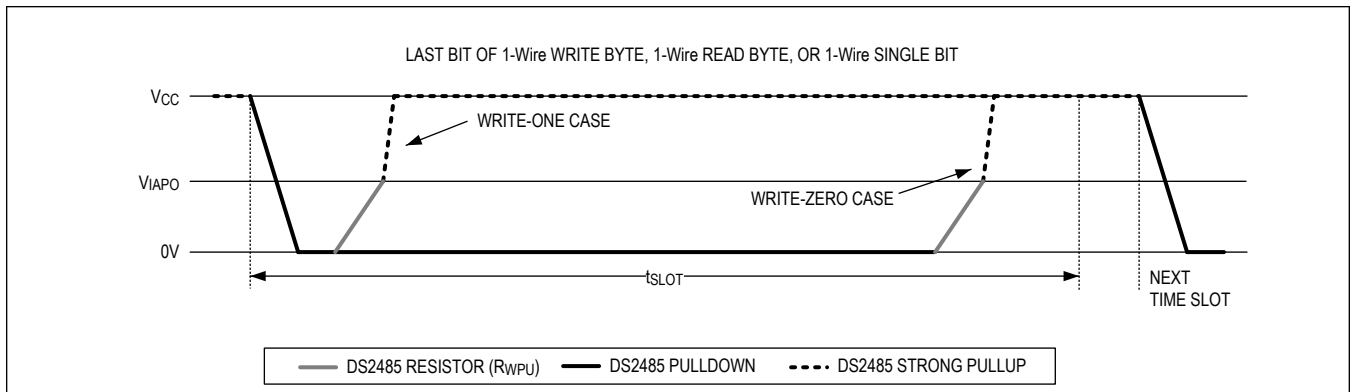 LAST BIT OF 1-Wire WRITE BYTE, 1-Wire READ BYTE, OR 1-Wire SINGLE BIT
VCC
WRITE-ONE CASE
VIAPO
WRITE-ZERO CASE
0V
tSLOT
NEXT
TIME SLOT
DS2485 RESISTOR (RWPU) DS2485 PULLDOWN DS2485 STRONG PULLUP